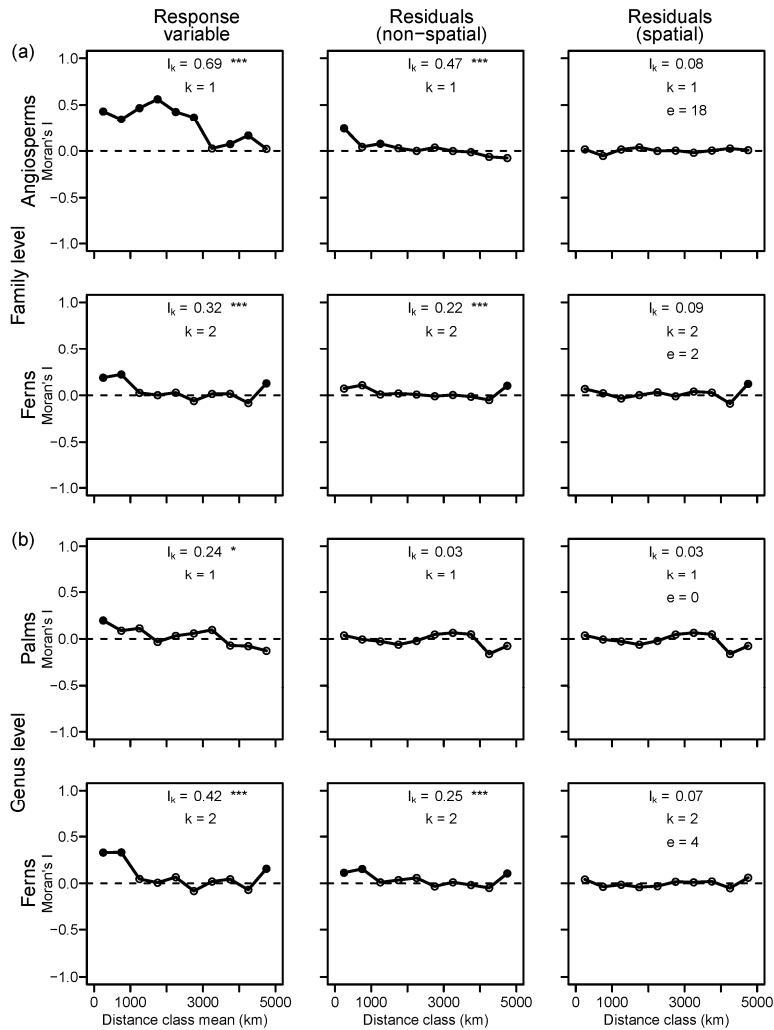 Response variable
Residuals (non−spatial)
Residuals (spatial)
(a)
Family level
Angiosperms
Moran's I
1.0
0.5
0.0
−0.5
−1.0
Ik = 0.69 ***
k = 1
Ik = 0.47 ***
k = 1
Ik = 0.08
k = 1
e = 18
Ferns
Moran's I
1.0
0.5
0.0
−0.5
−1.0
Ik = 0.32 ***
k = 2
Ik = 0.22 ***
k = 2
Ik = 0.09
k = 2
e = 2
(b)
Genus level
Palms
Moran's I
1.0
0.5
0.0
−0.5
−1.0
Ik = 0.24 *
k = 1
Ik = 0.03
k = 1
Ik = 0.03
k = 1
e = 0
Ferns
Moran's I
1.0
0.5
0.0
−0.5
−1.0
Ik = 0.42 ***
k = 2
Ik = 0.25 ***
k = 2
Ik = 0.07
k = 2
e = 4
0 1000 3000 5000
0 1000 3000 5000
0 1000 3000 5000
Distance class mean (km)
Distance class (km)
Distance class (km)